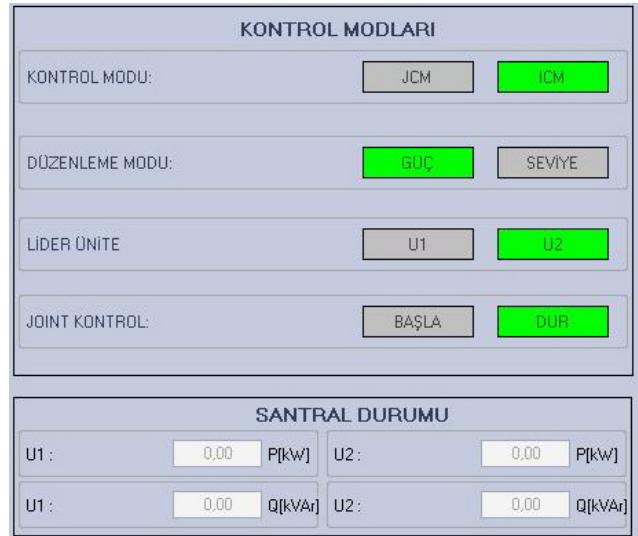 KONTROL MODLARI
KONTROL MODU: JCM ICM
DÜZENLEME MODU: GÜÇ SEVİYE
LİDER ÜNİTE U1 U2
JOINT KONTROL: BAŞLA DUR
SANTRAL DURUMU
U1 : 0,00 P[kW] U2 : 0,00 P[kW]
U1 : 0,00 Q[kVAr] U2 : 0,00 Q[kVAr]